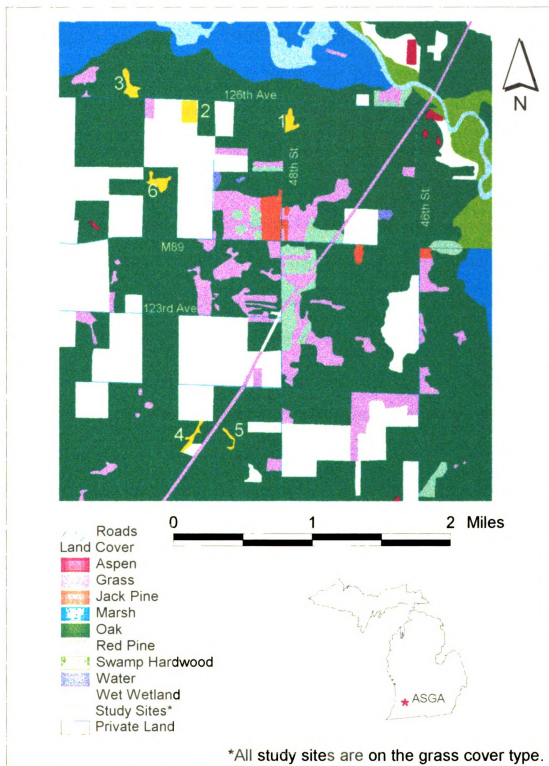 3
126th Ave
2
1
N
48th St.
6
46th St.
M89
123rd Ave
4
5
0 1 2 Miles
Roads
Land Cover
Aspen
Grass
Jack Pine
Marsh
Oak
Red Pine
Swamp Hardwood
Water
Wet Wetland
Study Sites*
Private Land
ASGA
*All study sites are on the grass cover type.